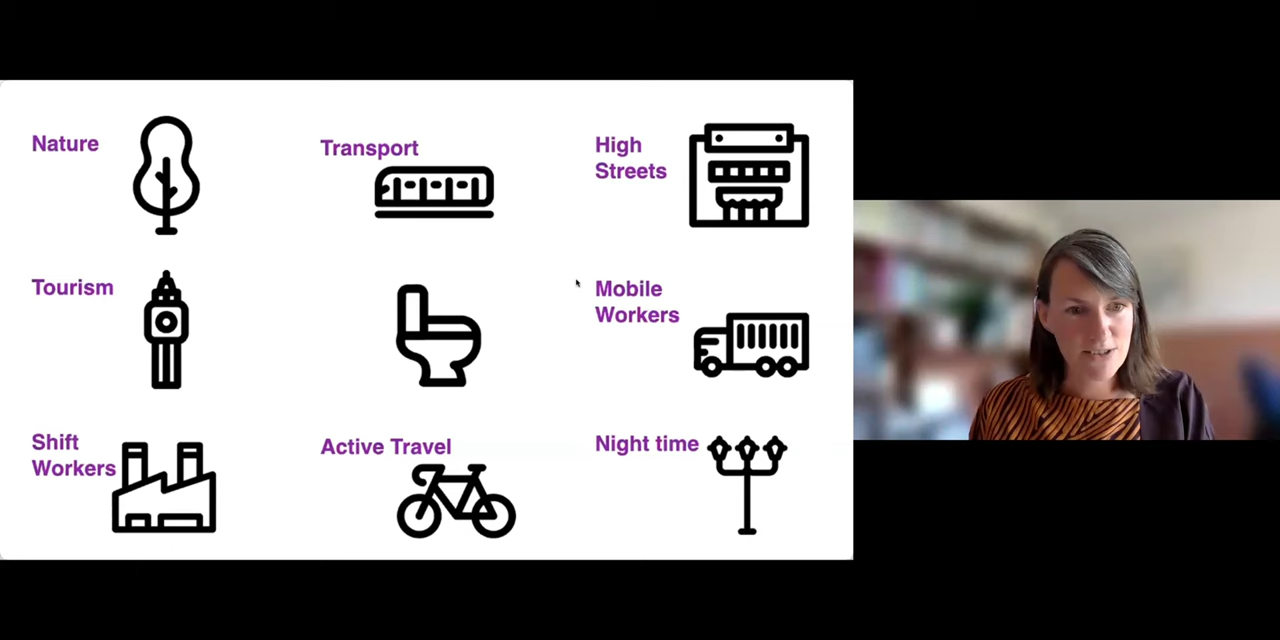 Nature
Transport
High
Streets
Tourism
Mobile
Workers
Shift
Workers
Active Travel
Night time